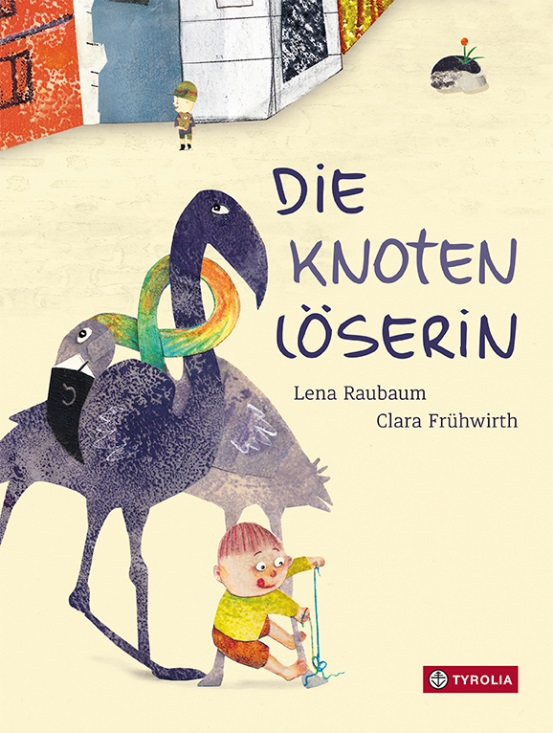 DIE
KNOTEN
LÖSERIN
Lena Raubaum
Clara Frühwirth
TYROLIA